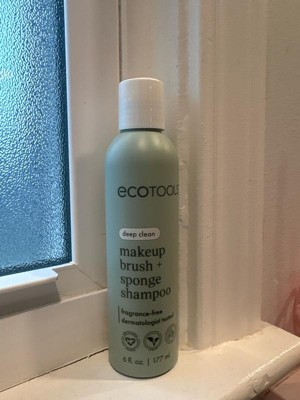 ecoTOOLS
deep clean
makeup
brush +
sponge
shampoo
fragrance-free
dermatologist tested
6 fl oz | 177 ml